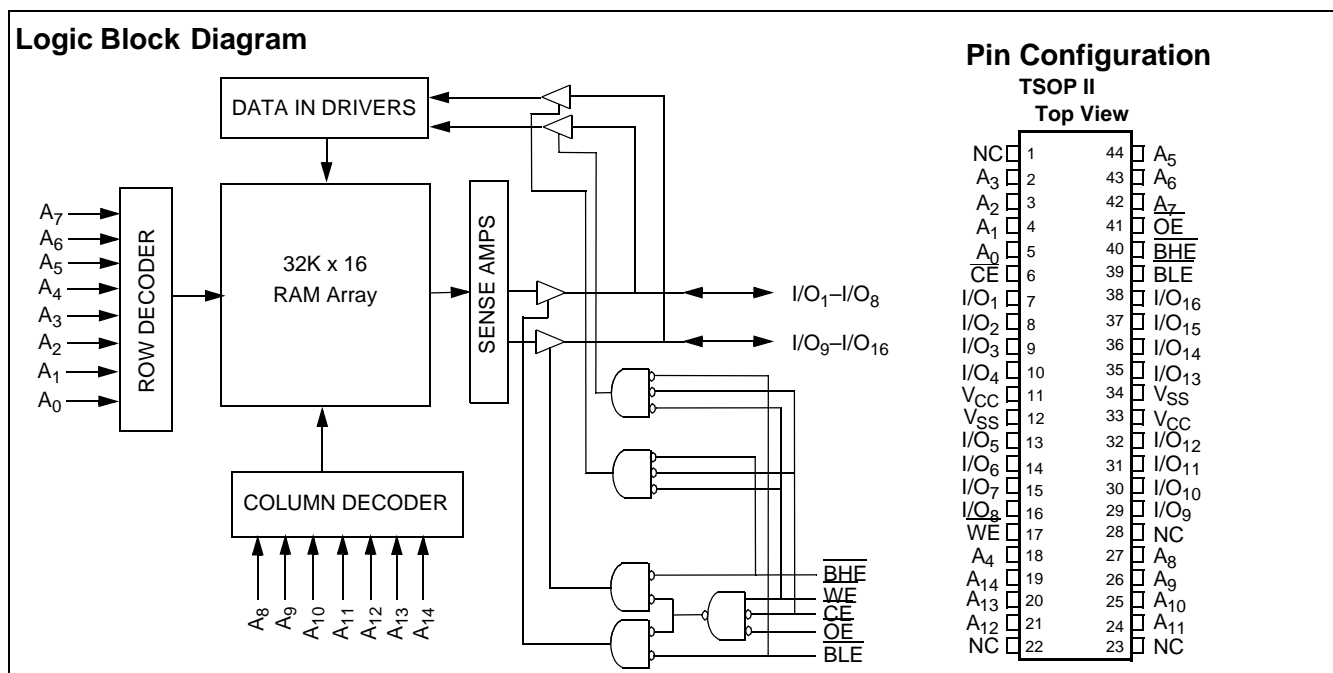 Logic Block Diagram
DATA IN DRIVERS
A7
A6
A5
A4
A3
A2
A1
A0
ROW DECODER
32K x 16
RAM Array
SENSE AMPS
I/O1–I/O8
I/O9–I/O16
COLUMN DECODER
A8
A9
A10
A11
A12
A13
A14
BHE
WE
CE
OE
BLE
Pin Configuration
TSOP II
Top View
NC 1 44 A5
A3 2 43 A6
A2 3 42 A7
A1 4 41 OE
A0 5 40 BHE
CE 6 39 BLE
I/O1 7 38 I/O16
I/O2 8 37 I/O15
I/O3 9 36 I/O14
I/O4 10 35 I/O13
VCC 11 34 VSS
VSS 12 33 VCC
I/O5 13 32 I/O12
I/O6 14 31 I/O11
I/O7 15 30 I/O10
I/O8 16 29 I/O9
WE 17 28 NC
A4 18 27 A8
A14 19 26 A9
A13 20 25 A10
A12 21 24 A11
NC 22 23 NC